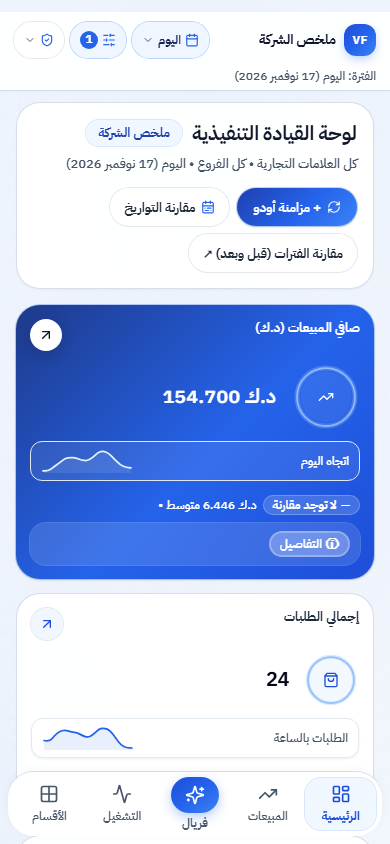 VF
ملخص الشركة
اليوم
1
الفترة: اليوم (17 نوفمبر 2026)
لوحة القيادة التنفيذية
ملخص الشركة
كل العلامات التجارية • كل الفروع • اليوم (17 نوفمبر 2026)
+ مزامنة أودو
مقارنة التواريخ
مقارنة الفترات (قبل وبعد) ↗
صافي المبيعات (د.ك)
154.700 د.ك
اتجاه اليوم
— لا توجد مقارنة
د.ك 6.446 متوسط •
التفاصيل
إجمالي الطلبات
24
الطلبات بالساعة
الرئيسية
المبيعات
فريال
التشغيل
الأقسام